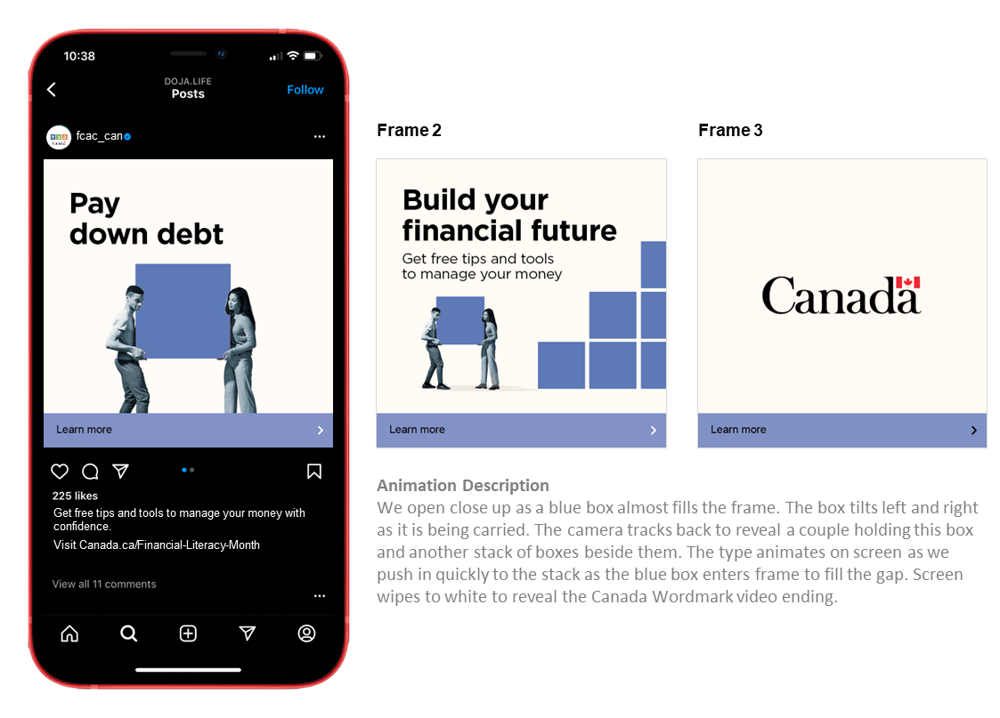 10:38
DOJA.LIFE
Posts
Follow
fcac_can
Pay
down debt
Learn more
225 likes
Get free tips and tools to manage your money with
confidence.
Visit Canada.ca/Financial-Literacy-Month
View all 11 comments
Frame 2
Build your
financial future
Get free tips and tools
to manage your money
Learn more
Frame 3
Canada
Learn more
Animation Description
We open close up as a blue box almost fills the frame. The box tilts left and right
as it is being carried. The camera tracks back to reveal a couple holding this box
and another stack of boxes beside them. The type animates on screen as we
push in quickly to the stack as the blue box enters frame to fill the gap. Screen
wipes to white to reveal the Canada Wordmark video ending.